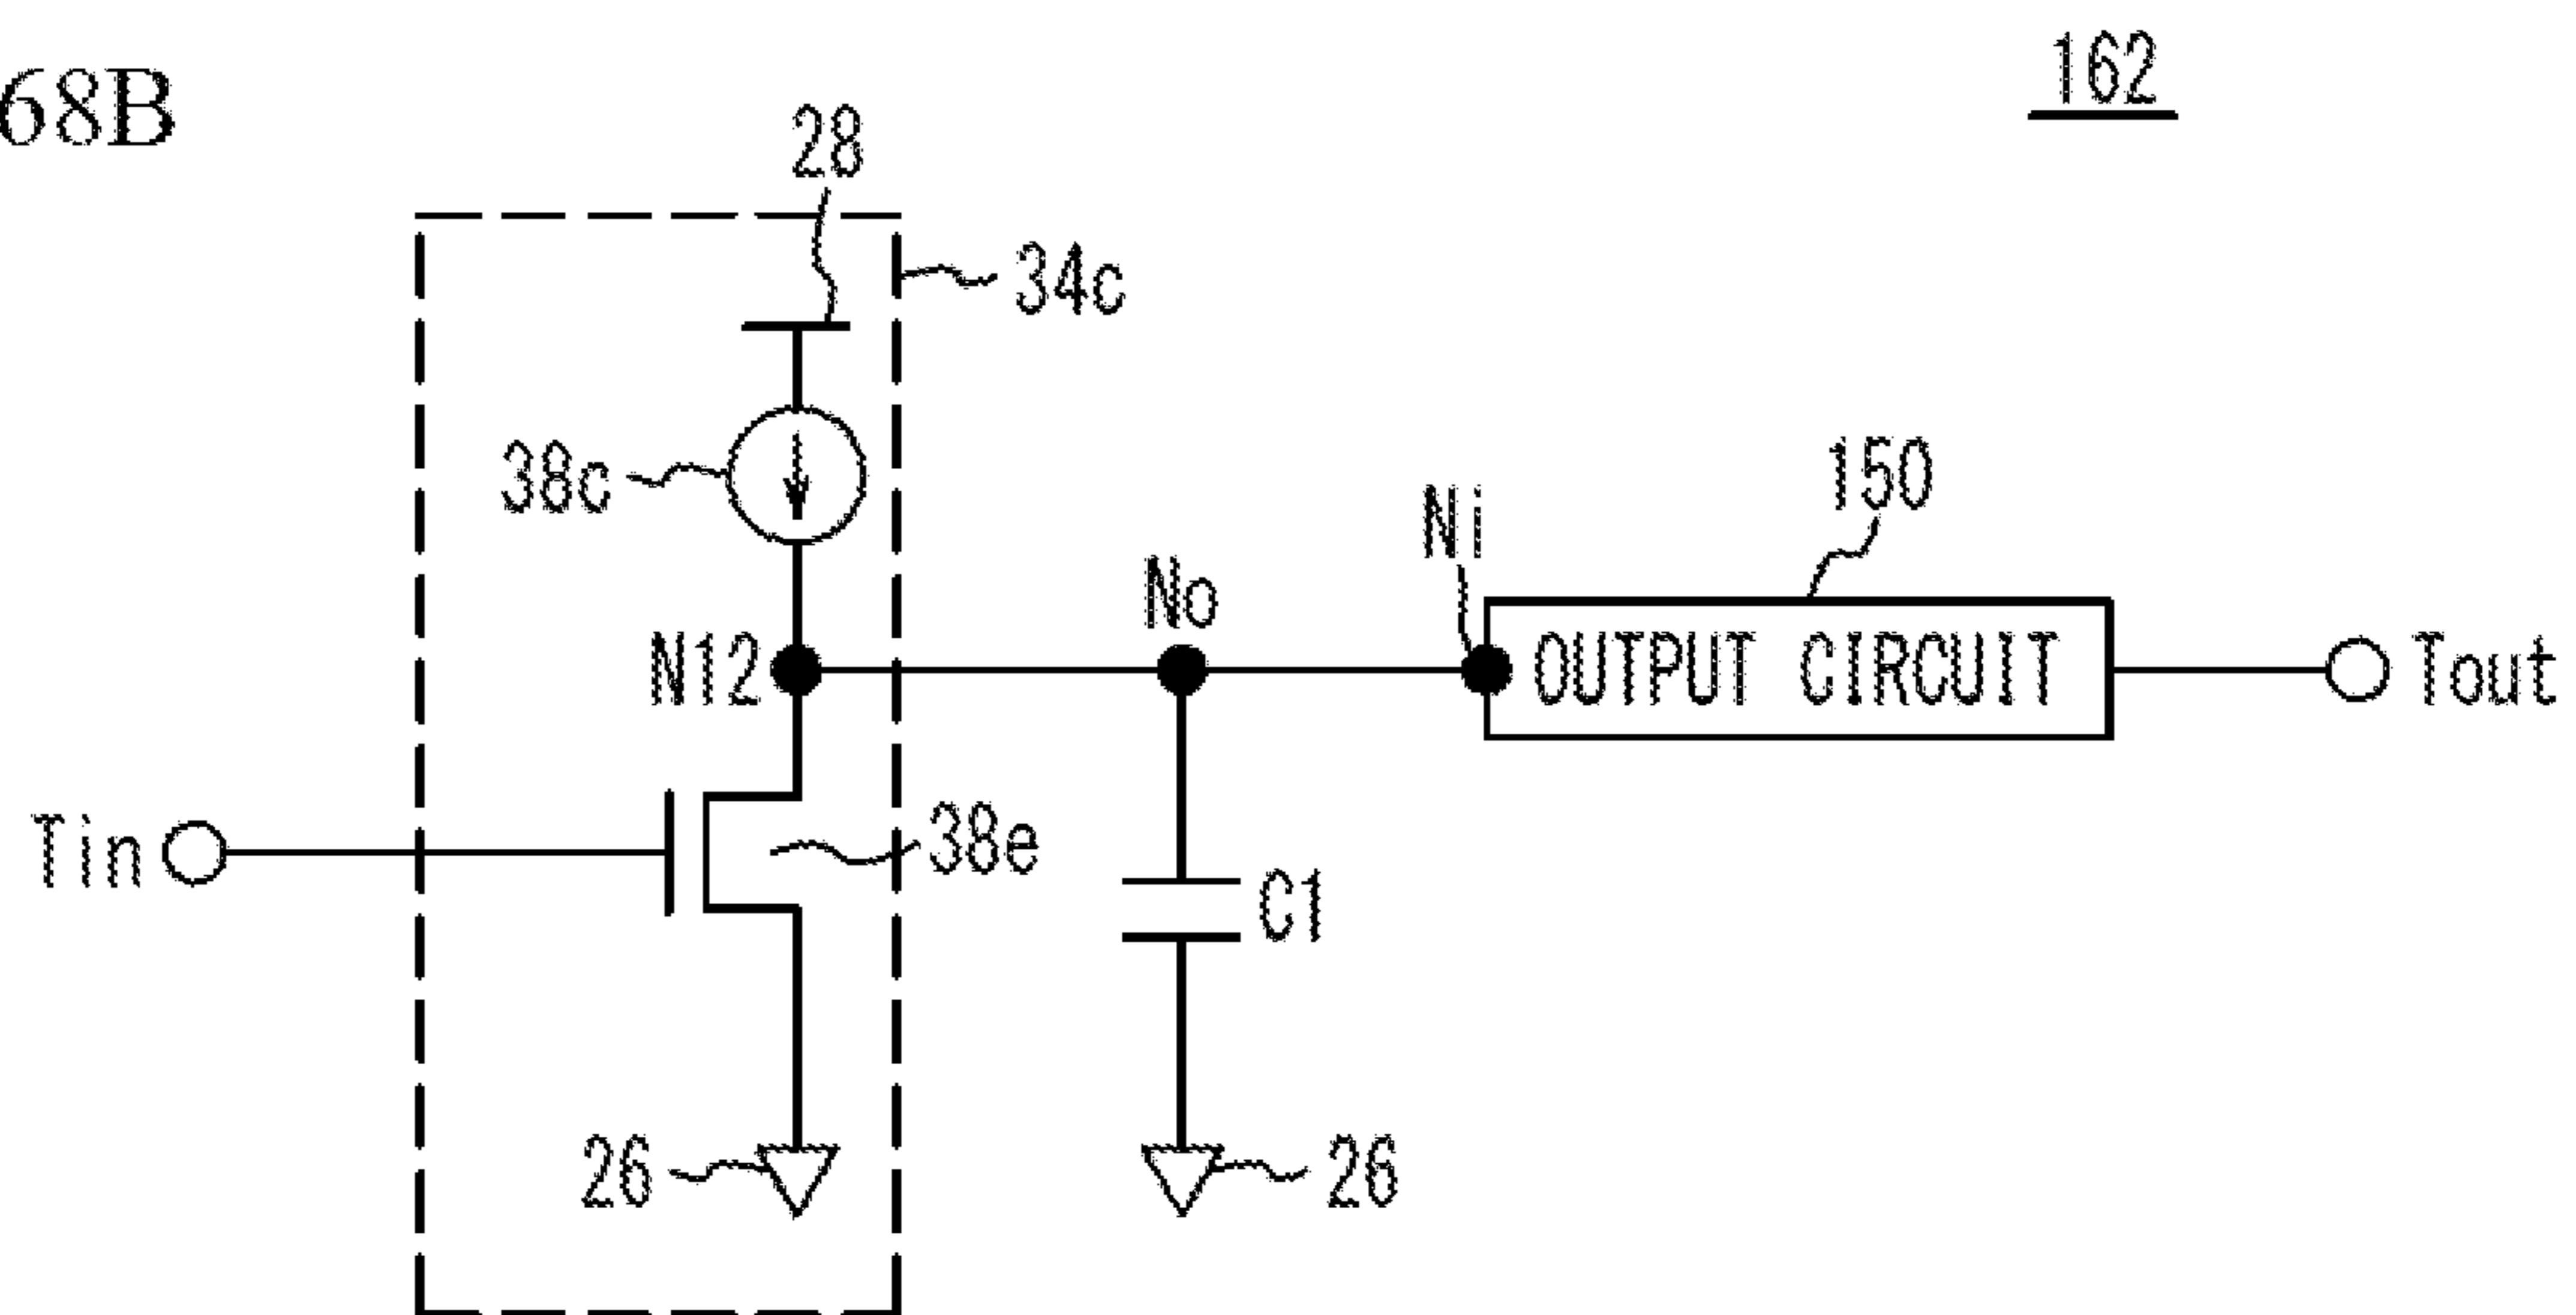 68B
162
28
34c
38c
150
Ni
No
N12
OUTPUT CIRCUIT
Tout
Tin
38e
C1
26
26